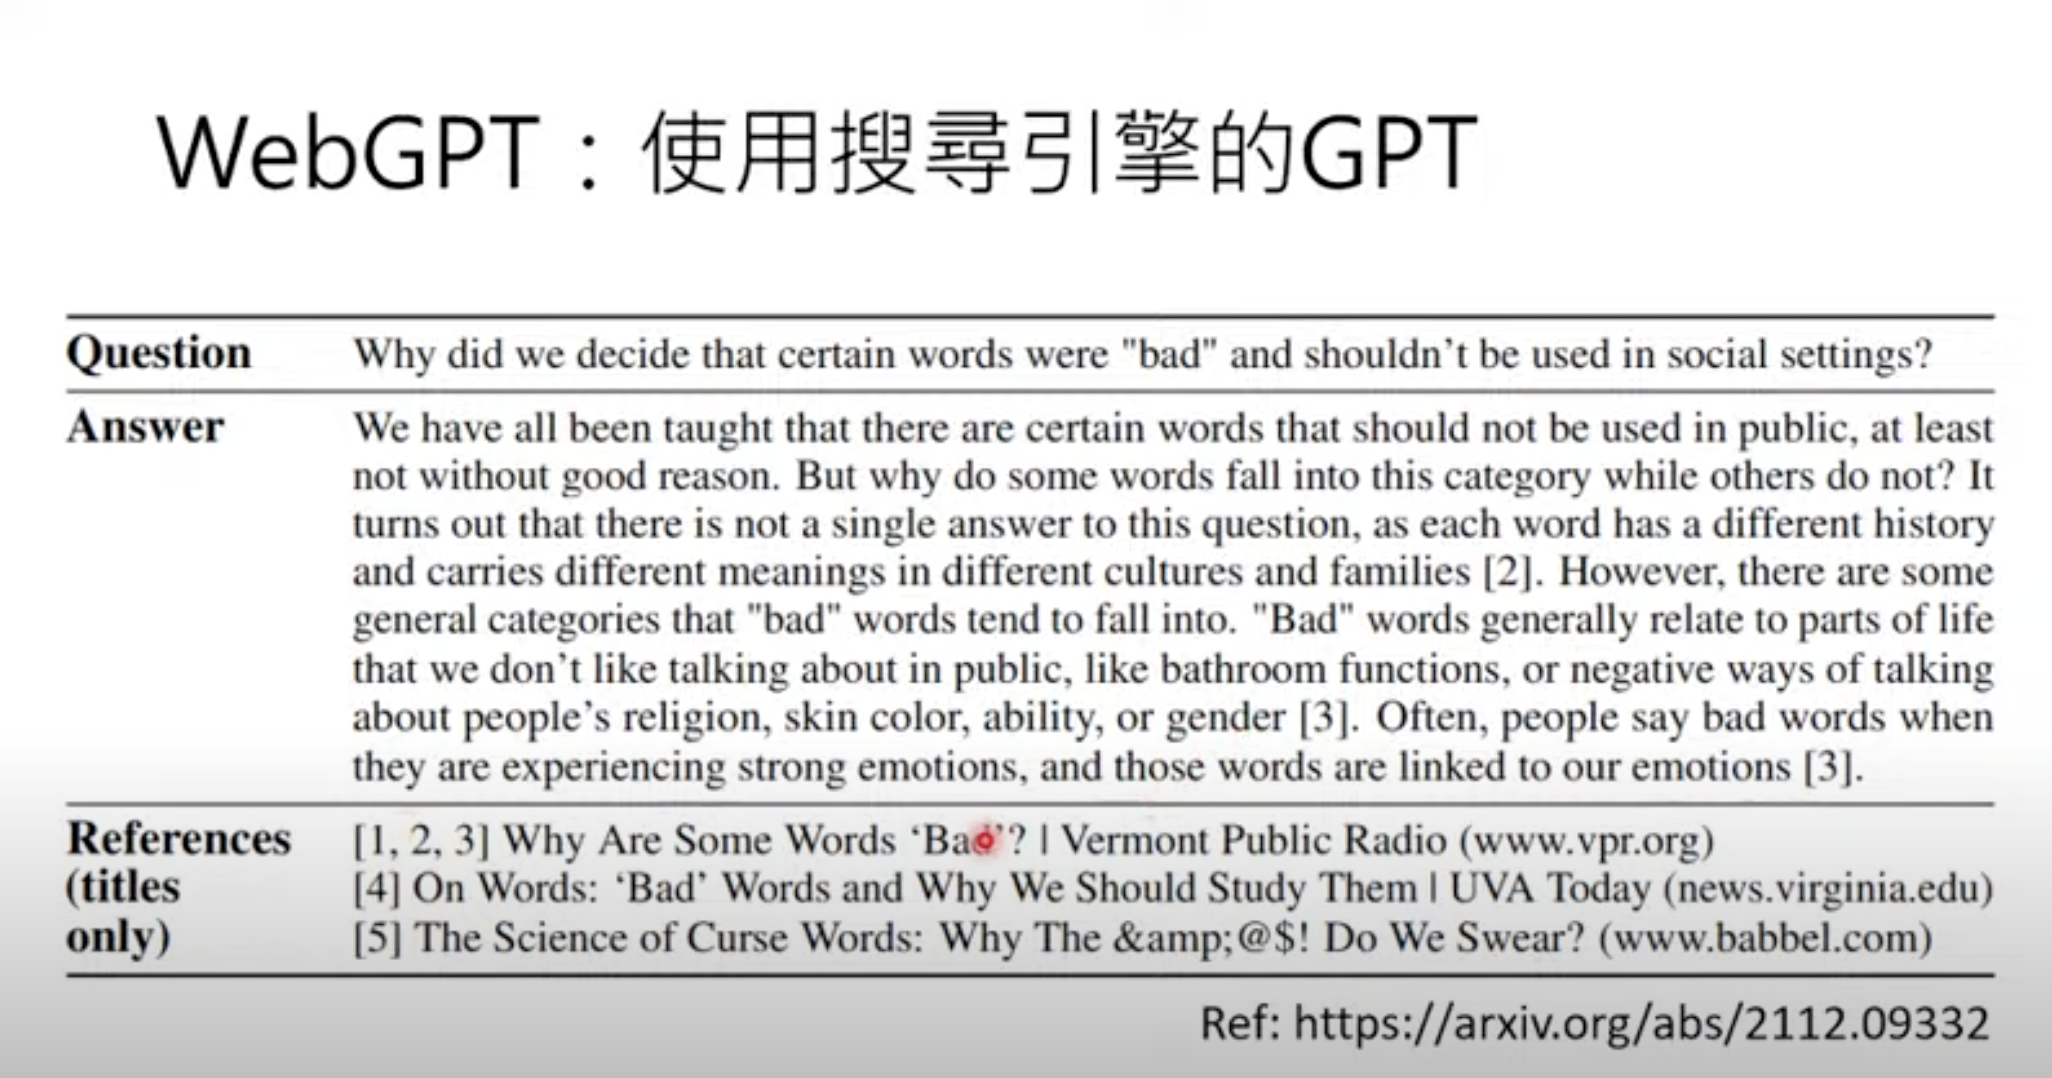 WebGPT：使用搜尋引擎的GPT
Question Why did we decide that certain words were "bad" and shouldn't be used in social settings?
Answer We have all been taught that there are certain words that should not be used in public, at least
not without good reason. But why do some words fall into this category while others do not? It
turns out that there is not a single answer to this question, as each word has a different history
and carries different meanings in different cultures and families [2]. However, there are some
general categories that "bad" words tend to fall into. "Bad" words generally relate to parts of life
that we don't like talking about in public, like bathroom functions, or negative ways of talking
about people's religion, skin color, ability, or gender [3]. Often, people say bad words when
they are experiencing strong emotions, and those words are linked to our emotions [3].
References [1, 2, 3] Why Are Some Words ‘Bad’? | Vermont Public Radio (www.vpr.org)
(titles [4] On Words: ‘Bad’ Words and Why We Should Study Them | UVA Today (news.virginia.edu)
only) [5] The Science of Curse Words: Why The &amp;@$! Do We Swear? (www.babbel.com)
Ref: https://arxiv.org/abs/2112.09332